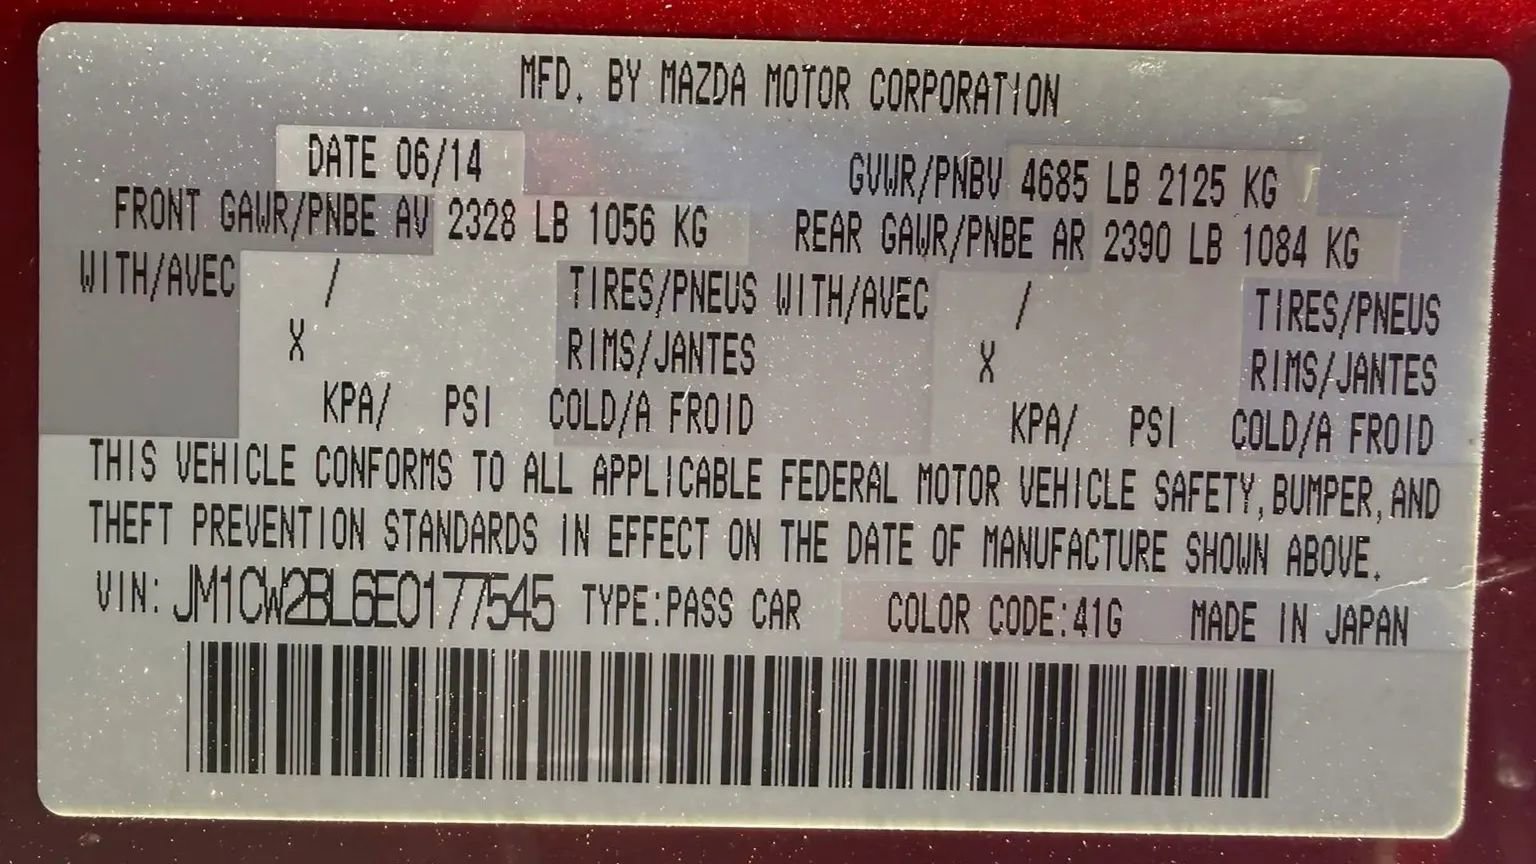 MFD. BY MAZDA MOTOR CORPORATION
DATE 06/14 GVWR/PNBV 4685 LB 2125 KG
FRONT GAWR/PNBE AV 2328 LB 1056 KG REAR GAWR/PNBE AR 2390 LB 1084 KG
WITH/AVEC / TIRES/PNEUS WITH/AVEC / TIRES/PNEUS
X RIMS/JANTES X RIMS/JANTES
KPA/ PSI COLD/A FROID KPA/ PSI COLD/A FROID
THIS VEHICLE CONFORMS TO ALL APPLICABLE FEDERAL MOTOR VEHICLE SAFETY, BUMPER, AND
THEFT PREVENTION STANDARDS IN EFFECT ON THE DATE OF MANUFACTURE SHOWN ABOVE.
VIN: JM1CW2BL6E0177545 TYPE:PASS CAR COLOR CODE:41G MADE IN JAPAN